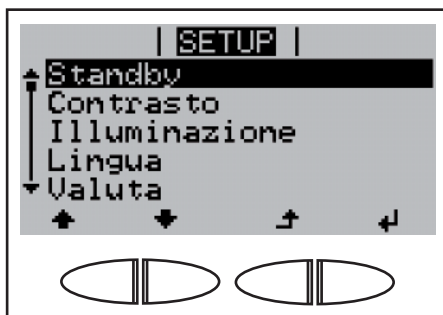 SETUP
Standby
Contrasto
Illuminazione
Lingua
Valuta